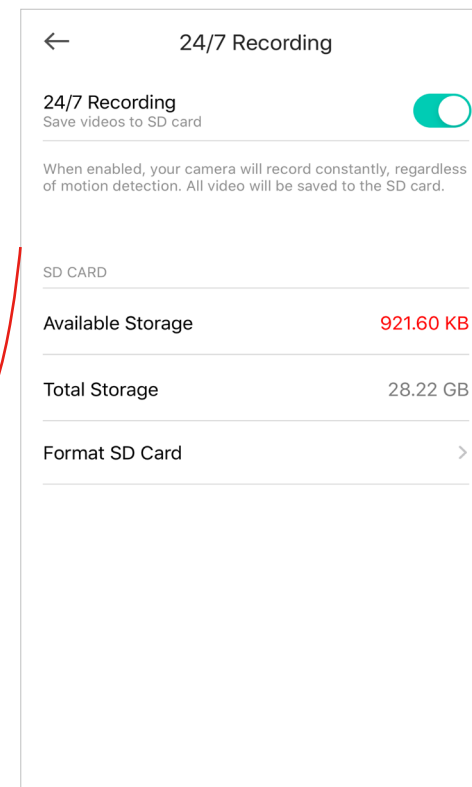 24/7 Recording
24/7 Recording
Save videos to SD card
When enabled, your camera will record constantly, regardless
of motion detection. All video will be saved to the SD card.
SD CARD
Available Storage 921.60 KB
Total Storage 28.22 GB
Format SD Card